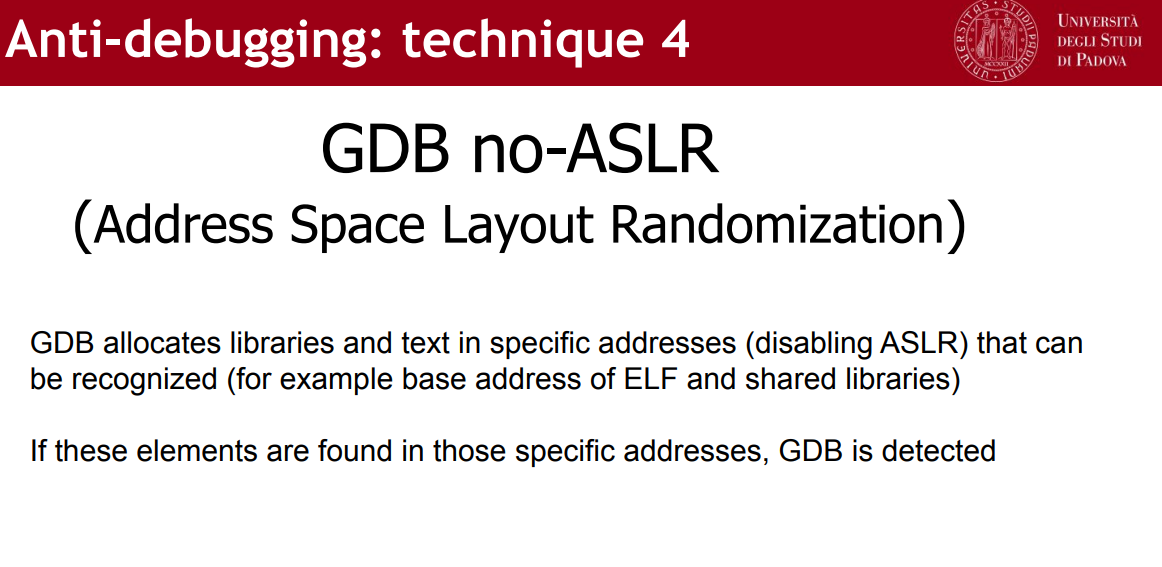 Anti-debugging: technique 4
UNIVERSITÀ
DEGLI STUDI
DI PADOVA
GDB no-ASLR
(Address Space Layout Randomization)
GDB allocates libraries and text in specific addresses (disabling ASLR) that can
be recognized (for example base address of ELF and shared libraries)
If these elements are found in those specific addresses, GDB is detected